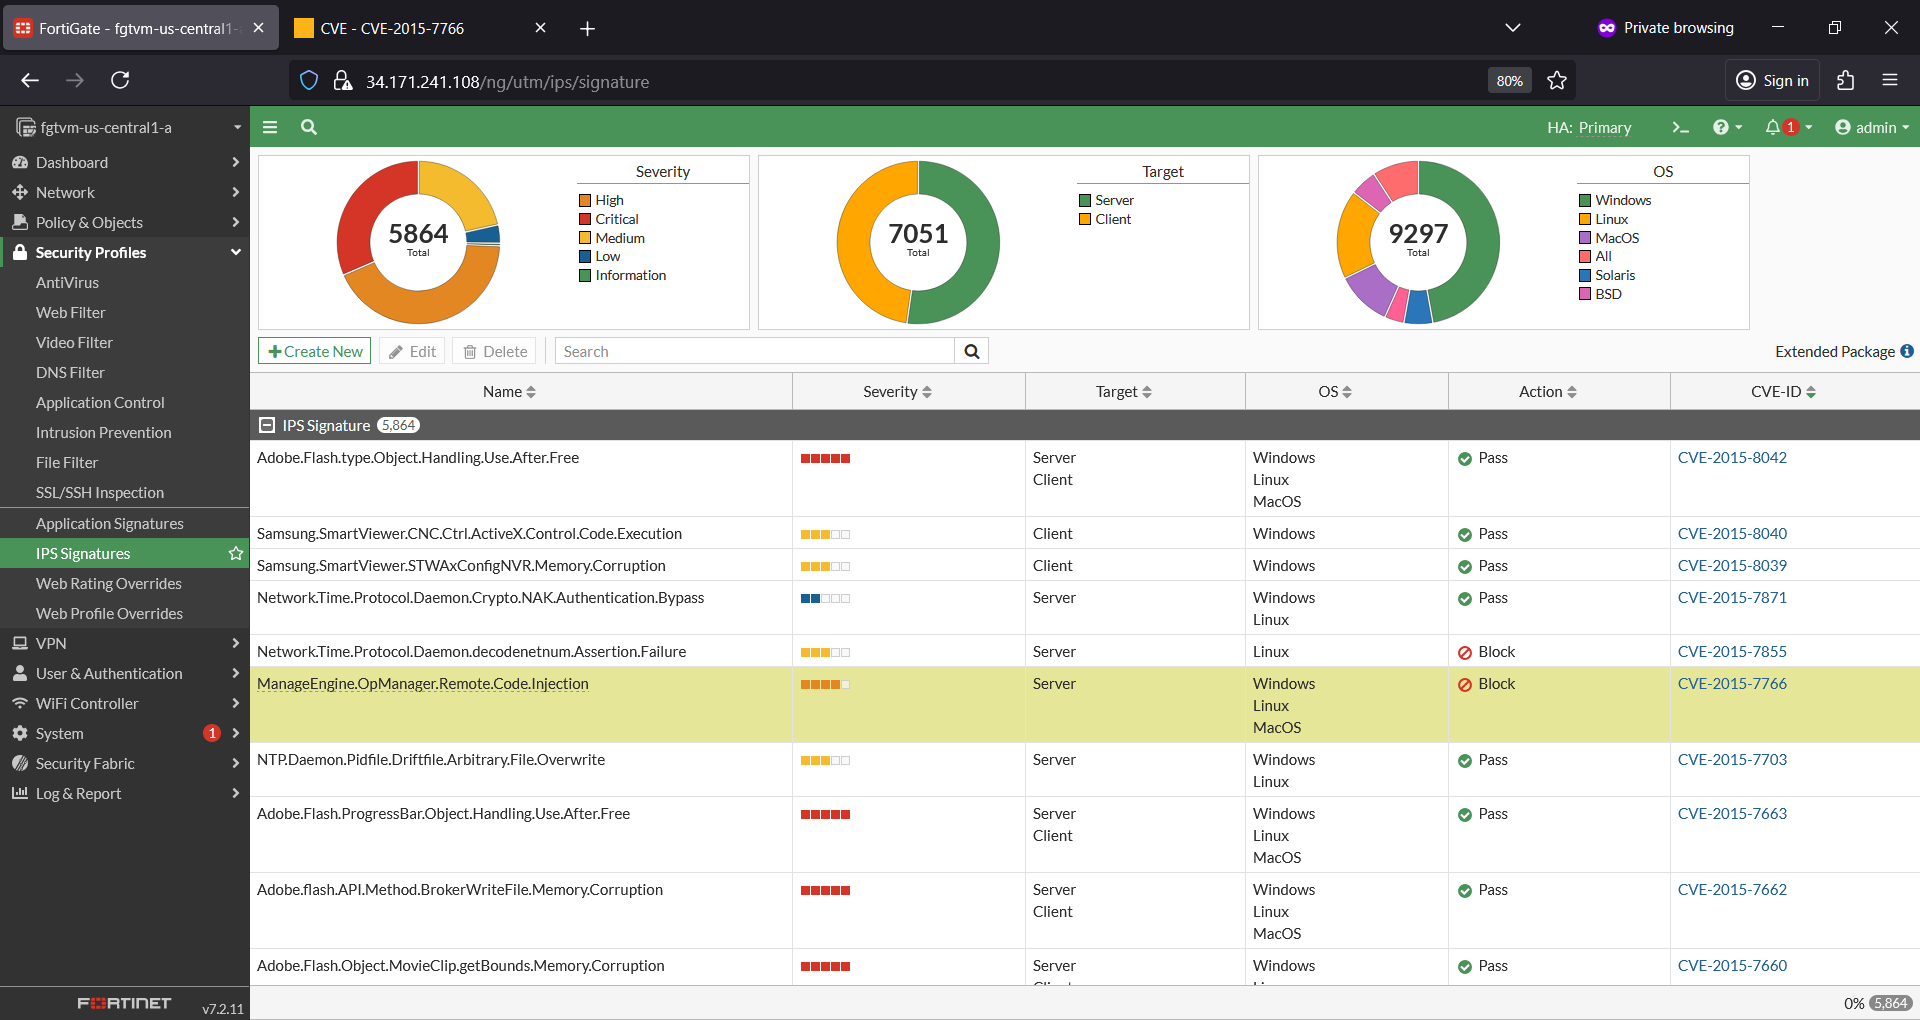 FortiGate - fgtvm-us-central1-
CVE - CVE-2015-7766
Private browsing
34.171.241.108/ng/utm/ips/signature
80%
Sign in
fgtvm-us-central1-a
HA: Primary
1
admin
Dashboard
Network
Policy & Objects
Security Profiles
AntiVirus
Web Filter
Video Filter
DNS Filter
Application Control
Intrusion Prevention
File Filter
SSL/SSH Inspection
Application Signatures
IPS Signatures
Web Rating Overrides
Web Profile Overrides
VPN
User & Authentication
WiFi Controller
System 1
Security Fabric
Log & Report
FORTINET v7.2.11
5864
Total
Severity
High
Critical
Medium
Low
Information
7051
Total
Target
Server
Client
9297
Total
OS
Windows
Linux
MacOS
All
Solaris
BSD
Create New Edit Delete Search Extended Package
Name Severity Target OS Action CVE-ID
IPS Signature 5,864
Adobe.Flash.type.Object.Handling.Use.After.Free Server Windows Pass CVE-2015-8042
Client Linux
MacOS
Samsung.SmartViewer.CNC.Ctrl.ActiveX.Control.Code.Execution Client Windows Pass CVE-2015-8040
Samsung.SmartViewer.STWAxConfigNVR.Memory.Corruption Client Windows Pass CVE-2015-8039
Network.Time.Protocol.Daemon.Crypto.NAK.Authentication.Bypass Server Windows Pass CVE-2015-7871
Linux
Network.Time.Protocol.Daemon.decodenetnum.Assertion.Failure Server Linux Block CVE-2015-7855
ManageEngine.OpManager.Remote.Code.Injection Server Windows Block CVE-2015-7766
Linux
MacOS
NTP.Daemon.Pidfile.Driftfile.Arbitrary.File.Overwrite Server Windows Pass CVE-2015-7703
Linux
Adobe.Flash.ProgressBar.Object.Handling.Use.After.Free Server Windows Pass CVE-2015-7663
Client Linux
MacOS
Adobe.flash.API.Method.BrokerWriteFile.Memory.Corruption Server Windows Pass CVE-2015-7662
Client Linux
MacOS
Adobe.Flash.Object.MovieClip.getBounds.Memory.Corruption Server Windows Pass CVE-2015-7660
0% 5,864